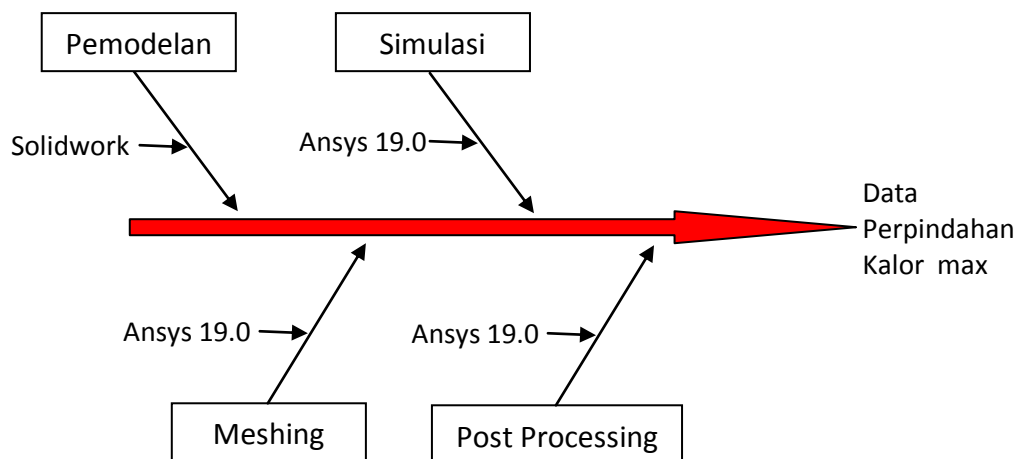 Pemodelan
Simulasi
Solidwork
Ansys 19.0
Data
Perpindahan
Kalor max
Ansys 19.0
Ansys 19.0
Meshing
Post Processing